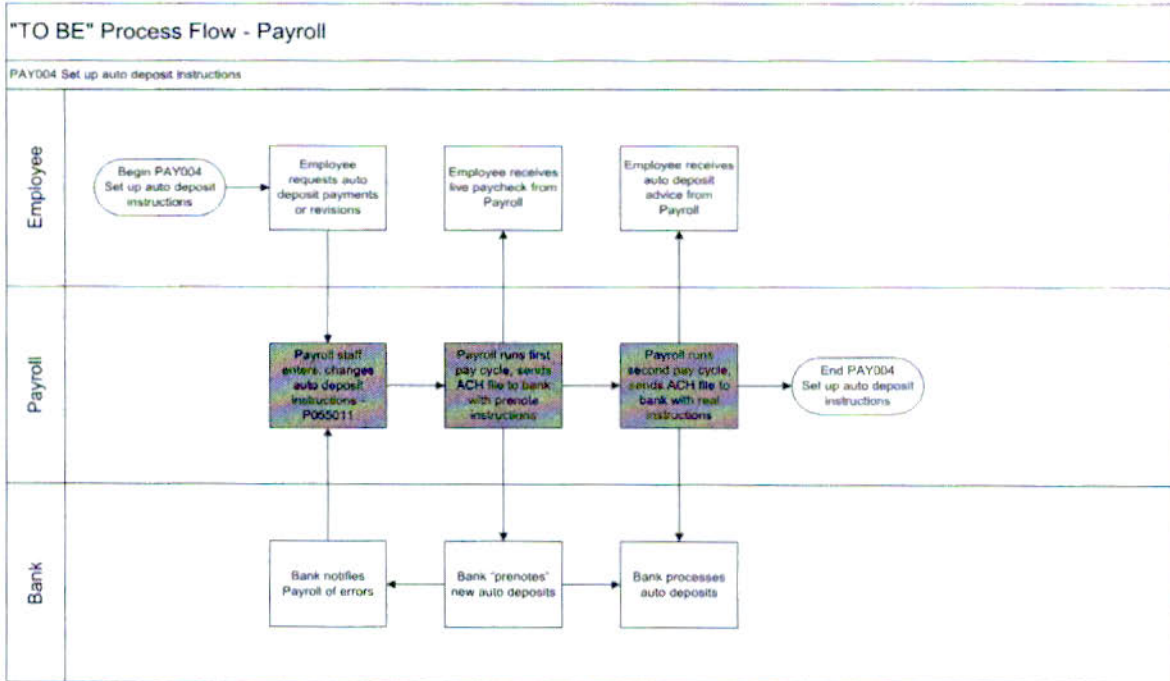 "TO BE" Process Flow - Payroll
PAY004 Set up auto deposit instructions
Employee
Begin PAY004
Set up auto deposit
instructions
Employee
requests auto
deposit payments
or revisions
Employee receives
live paycheck from
Payroll
Employee receives
auto deposit
advice from
Payroll
Payroll
Payroll staff
enters, changes
auto deposit
instructions -
P055011
Payroll runs first
pay cycle, sends
ACH file to bank
with prenote
instructions
Payroll runs
second pay cycle,
sends ACH file to
bank with real
instructions
End PAY004
Set up auto deposit
instructions
Bank
Bank notifies
Payroll of errors
Bank "prenotes"
new auto deposits
Bank processes
auto deposits